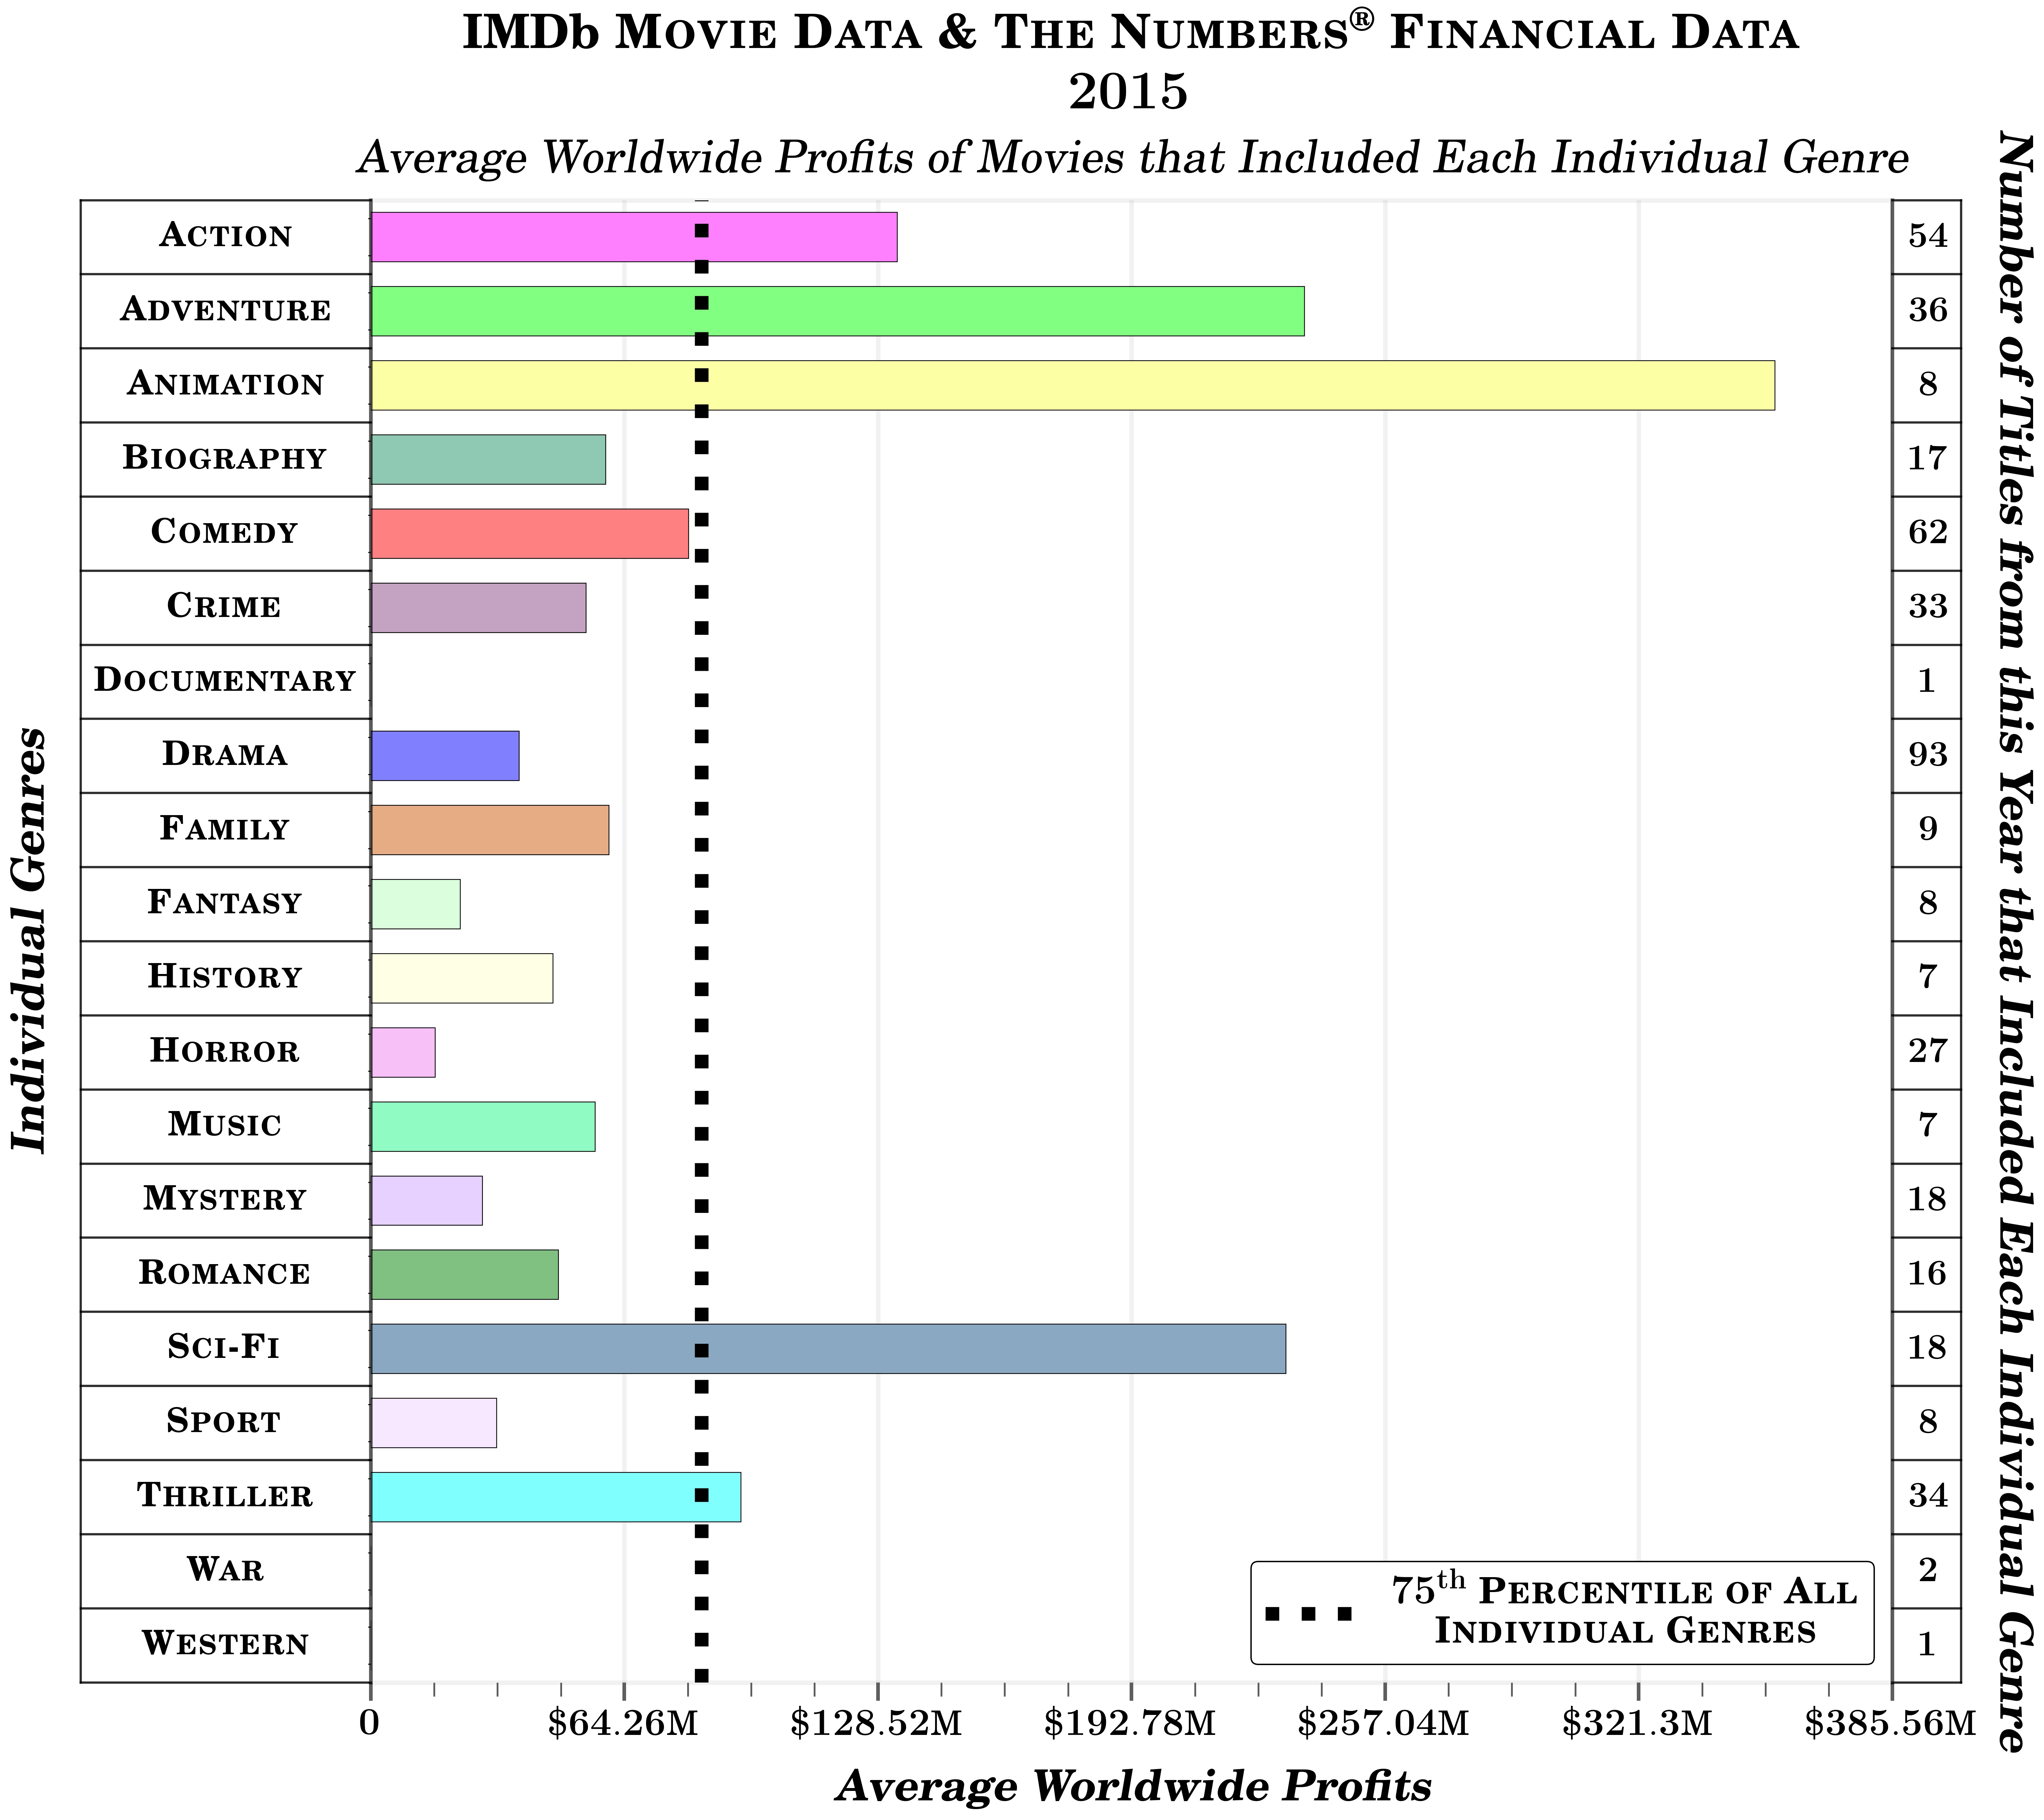 IMDb Movie Data & The Numbers® Financial Data
2015
Average Worldwide Profits of Movies that Included Each Individual Genre
Individual Genres
Action 54
Adventure 36
Animation 8
Biography 17
Comedy 62
Crime 33
Documentary 1
Drama 93
Family 9
Fantasy 8
History 7
Horror 27
Music 7
Mystery 18
Romance 16
Sci-Fi 18
Sport 8
Thriller 34
War 2
Western 1
Number of Titles from this Year that Included Each Individual Genre
75th Percentile of All
Individual Genres
0 $64.26M $128.52M $192.78M $257.04M $321.3M $385.56M
Average Worldwide Profits